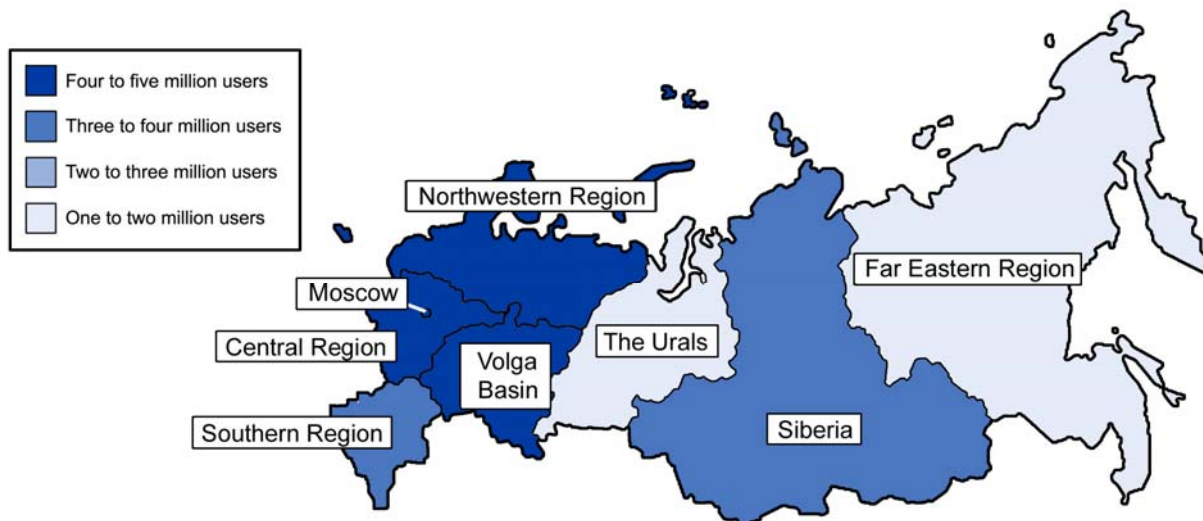 Four to five million users
Three to four million users
Two to three million users
One to two million users
Northwestern Region
Moscow
Central Region
Volga
Basin
Southern Region
The Urals
Far Eastern Region
Siberia